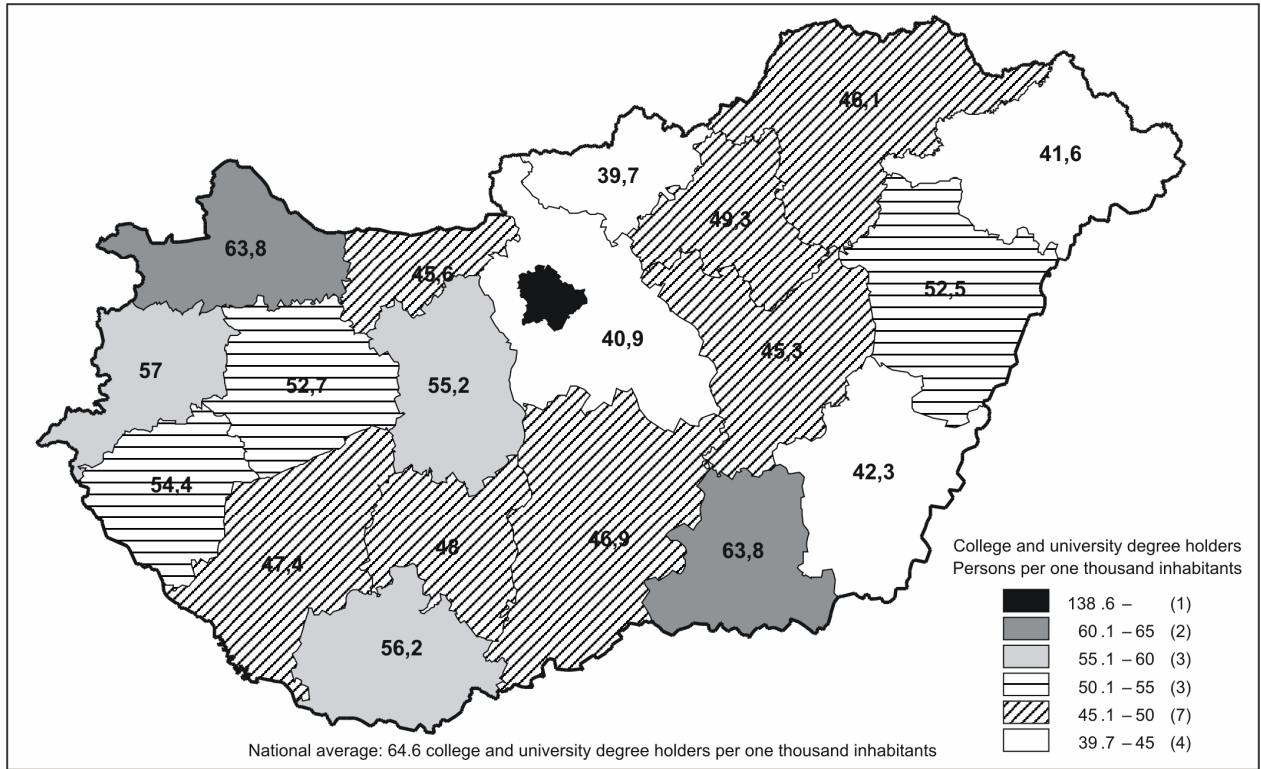 46,1
41,6
39,7
49,3
63,8
45,6
52,5
40,9
45,3
57
52,7
55,2
42,3
54,4
46,9
48
63,8
47,4
56,2
College and university degree holders
Persons per one thousand inhabitants
138 .6 – (1)
60 .1 – 65 (2)
55 .1 – 60 (3)
50 .1 – 55 (3)
45 .1 – 50 (7)
39 .7 – 45 (4)
National average: 64.6 college and university degree holders per one thousand inhabitants